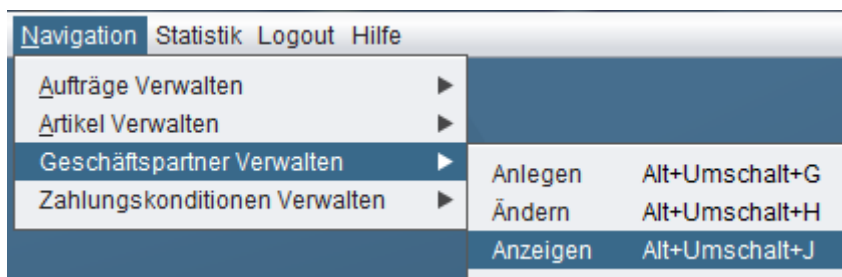 Navigation Statistik Logout Hilfe
Aufträge Verwalten
Artikel Verwalten
Geschäftspartner Verwalten
Zahlungskonditionen Verwalten
Anlegen Alt+Umschalt+G
Ändern Alt+Umschalt+H
Anzeigen Alt+Umschalt+J